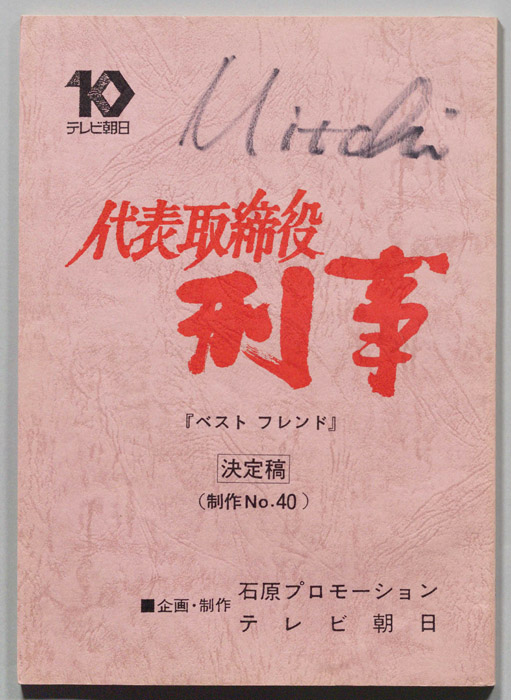 10
テレビ朝日
代表取締役
刑事
『ベスト フレンド』
決定稿
(制作No.40)
■企画・制作 石原プロモーション
テレビ朝日